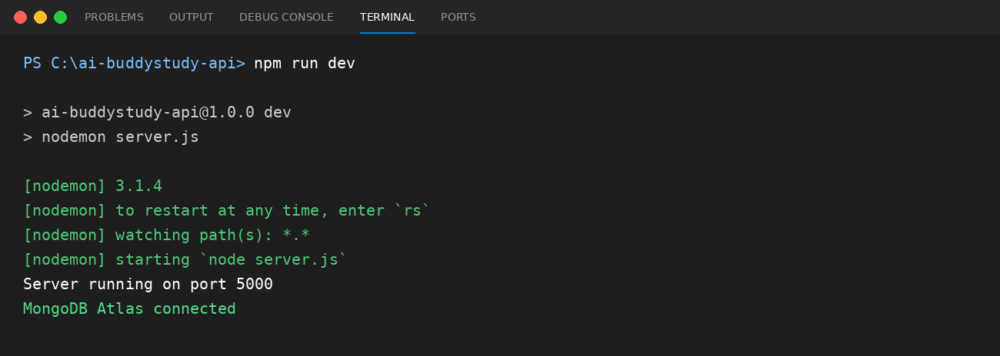 PROBLEMS OUTPUT DEBUG CONSOLE TERMINAL PORTS
PS C:\ai-buddystudy-api> npm run dev
> ai-buddystudy-api@1.0.0 dev
> nodemon server.js
[nodemon] 3.1.4
[nodemon] to restart at any time, enter `rs`
[nodemon] watching path(s): *.*
[nodemon] starting `node server.js`
Server running on port 5000
MongoDB Atlas connected